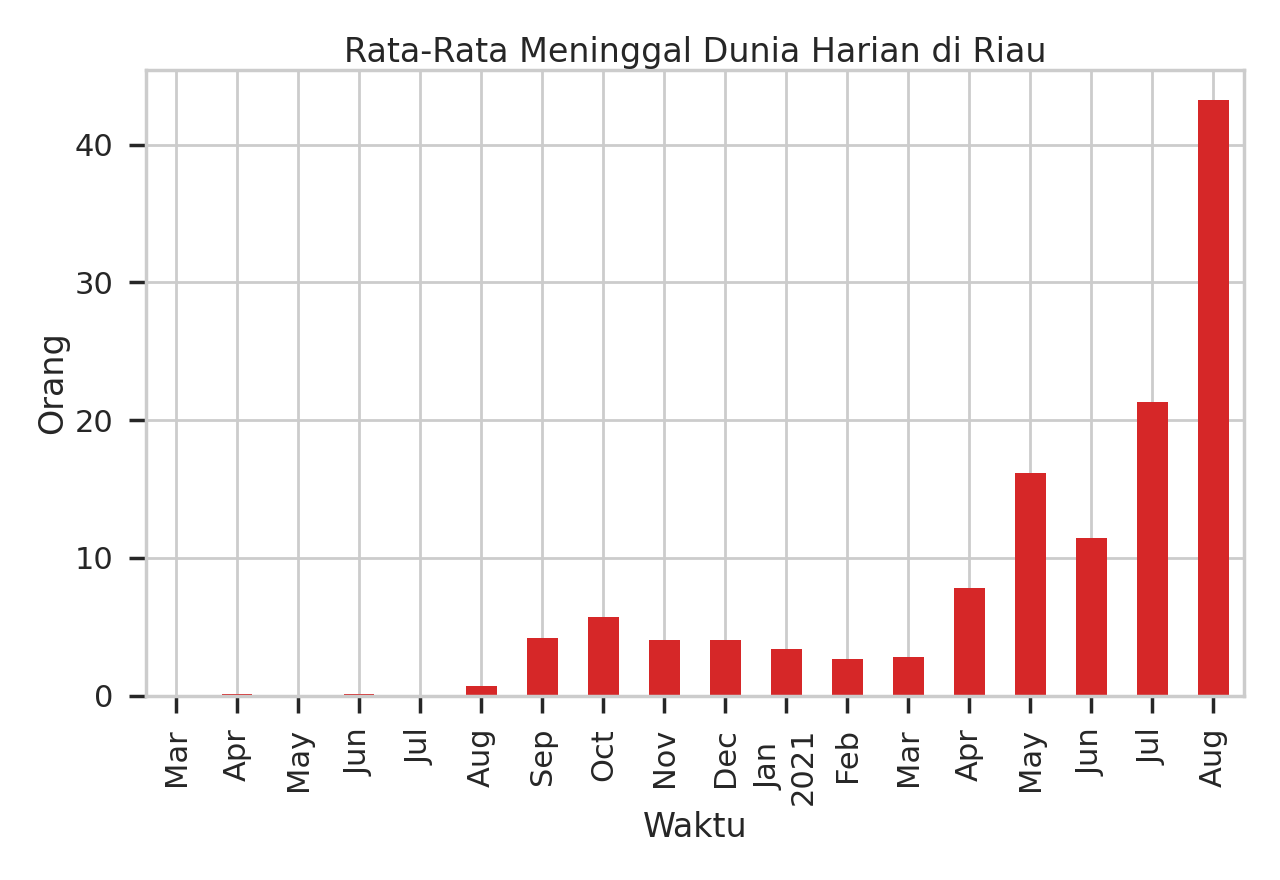 Rata-Rata Meninggal Dunia Harian di Riau
Orang
40
30
20
10
0
Mar
Apr
May
Jun
Jul
Aug
Sep
Oct
Nov
Dec
Jan
2021
Feb
Mar
Apr
May
Jun
Jul
Aug
Waktu